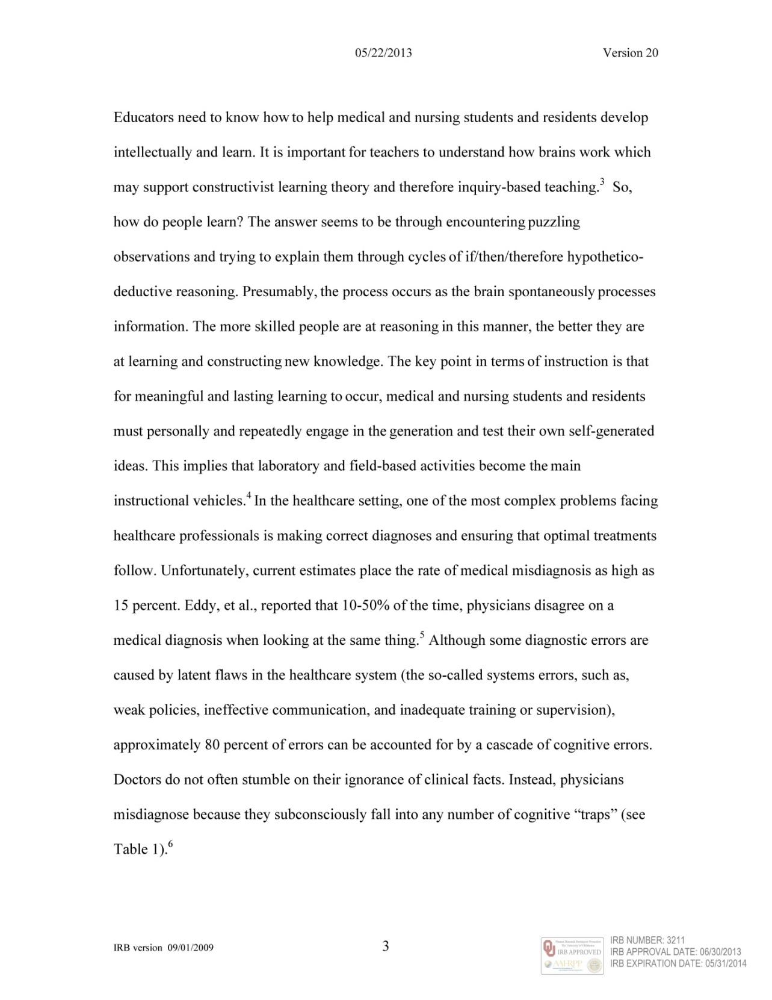 05/22/2013 Version 20
Educators need to know how to help medical and nursing students and residents develop
intellectually and learn. It is important for teachers to understand how brains work which
may support constructivist learning theory and therefore inquiry-based teaching.3 So,
how do people learn? The answer seems to be through encountering puzzling
observations and trying to explain them through cycles of if/then/therefore hypothetico-
deductive reasoning. Presumably, the process occurs as the brain spontaneously processes
information. The more skilled people are at reasoning in this manner, the better they are
at learning and constructing new knowledge. The key point in terms of instruction is that
for meaningful and lasting learning to occur, medical and nursing students and residents
must personally and repeatedly engage in the generation and test their own self-generated
ideas. This implies that laboratory and field-based activities become the main
instructional vehicles.4 In the healthcare setting, one of the most complex problems facing
healthcare professionals is making correct diagnoses and ensuring that optimal treatments
follow. Unfortunately, current estimates place the rate of medical misdiagnosis as high as
15 percent. Eddy, et al., reported that 10-50% of the time, physicians disagree on a
medical diagnosis when looking at the same thing.5 Although some diagnostic errors are
caused by latent flaws in the healthcare system (the so-called systems errors, such as,
weak policies, ineffective communication, and inadequate training or supervision),
approximately 80 percent of errors can be accounted for by a cascade of cognitive errors.
Doctors do not often stumble on their ignorance of clinical facts. Instead, physicians
misdiagnose because they subconsciously fall into any number of cognitive “traps” (see
Table 1).6
IRB version 09/01/2009 3
Human Research Participant Protection
The University of Oklahoma
IRB APPROVED
AAHRPP
IRB NUMBER: 3211
IRB APPROVAL DATE: 06/30/2013
IRB EXPIRATION DATE: 05/31/2014